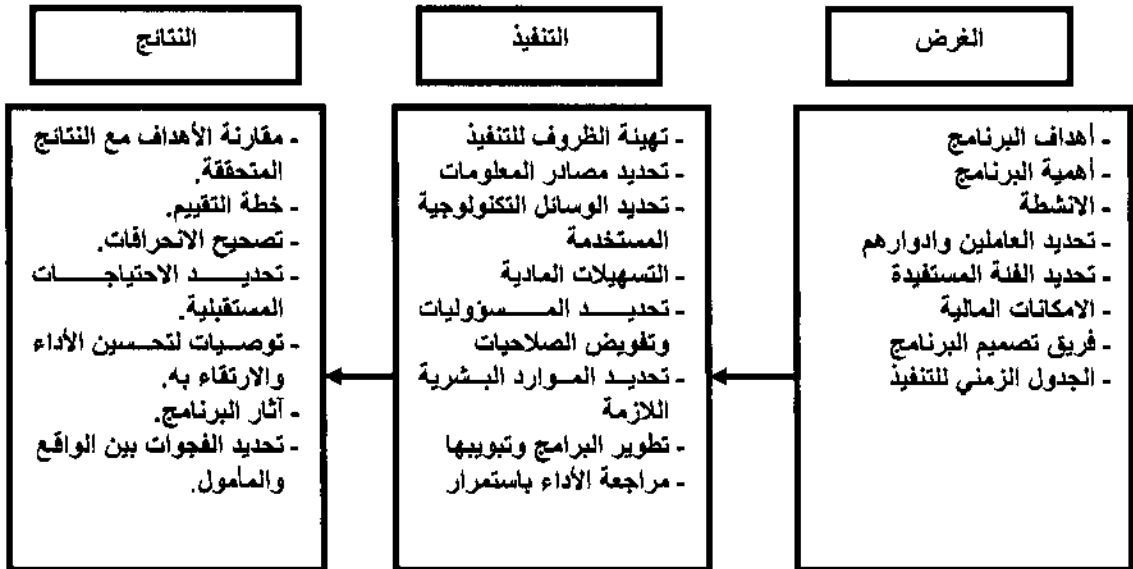 الغرض
- أهداف البرنامج
- أهمية البرنامج
- الانشطة
- تحديد العاملين وادوارهم
- تحديد الفئة المستفيدة
- الامكانات المالية
- فريق تصميم البرنامج
- الجدول الزمني للتنفيذ
التنفيذ
- تهيئة الظروف للتنفيذ
- تحديد مصادر المعلومات
- تحديد الوسائل التكنولوجية
المستخدمة
- التسهيلات المادية
- تحديد المسؤوليات
وتفويض الصلاحيات
- تحديد الموارد البشرية
اللازمة
- تطوير البرامج وتبويبها
- مراجعة الأداء باستمرار
النتائج
- مقارنة الأهداف مع النتائج
المتحققة.
- خطة التقييم.
- تصحيح الانحرافات.
- تحديد الاحتياجات
المستقبلية.
- توصيات لتحسين الأداء
والارتقاء به.
- آثار البرنامج.
- تحديد الفجوات بين الواقع
والمأمول.